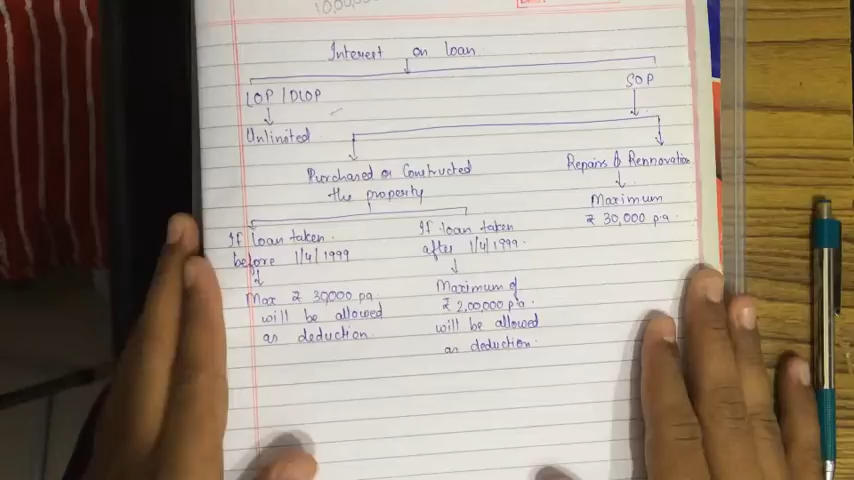 Interest on loan
LOP / DLOP
SOP
Unlimited
Purchased or Constructed
the property
Repairs & Rennovation
Maximum
₹ 30,000 p.a.
If loan taken
before 1/4/1999
If loan taken
after 1/4/1999.
Max ₹ 30,000 pa
will be allowed
as deduction.
Maximum of
₹ 2,00,000 p.a.
will be allowed
as deduction.